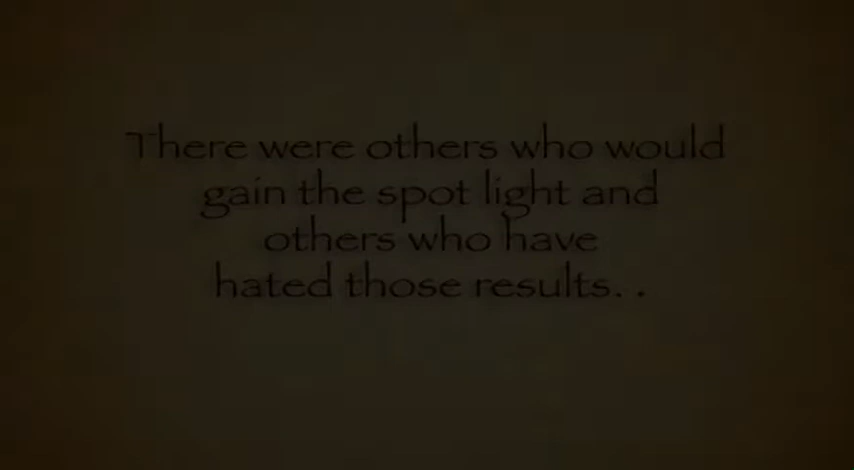 There were others who would
gain the spot light and
others who have
hated those results. .